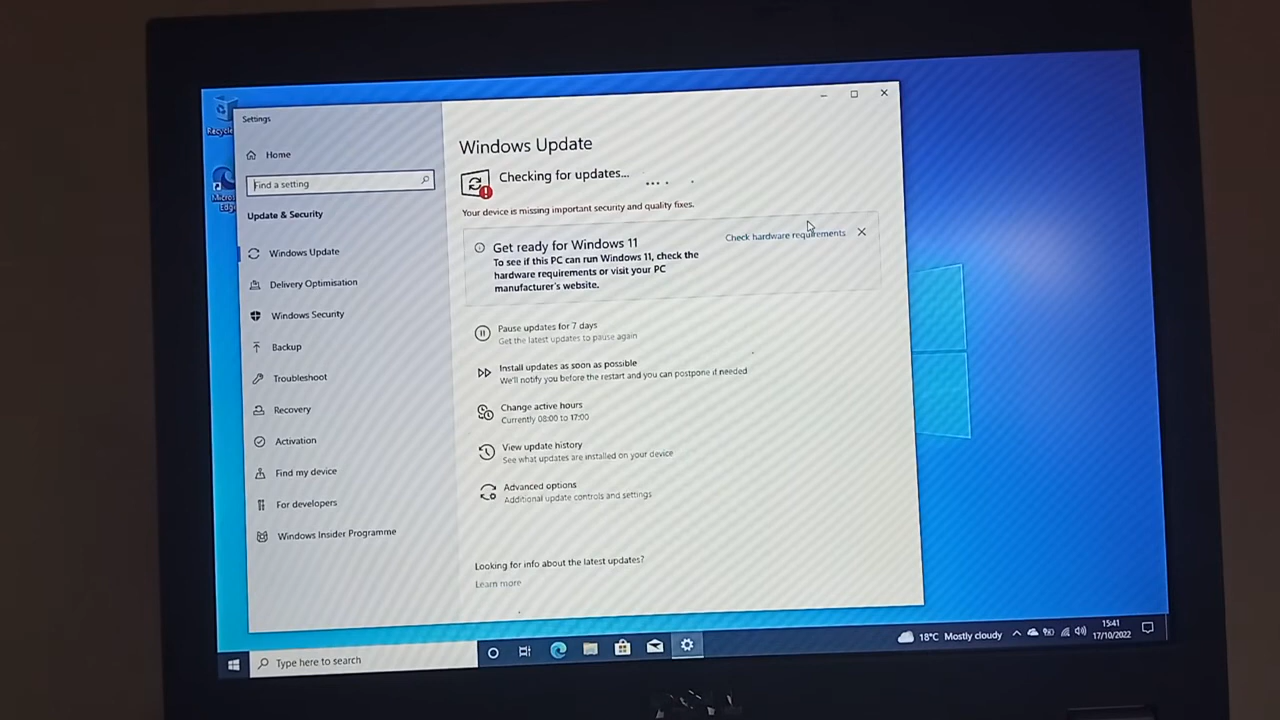 Recycle
Micros
Edge
Settings
Home
Find a setting
Update & Security
Windows Update
Delivery Optimisation
Windows Security
Backup
Troubleshoot
Recovery
Activation
Find my device
For developers
Windows Insider Programme
Windows Update
Checking for updates...
Your device is missing important security and quality fixes.
Get ready for Windows 11
Check hardware requirements
To see if this PC can run Windows 11, check the
hardware requirements or visit your PC
manufacturer's website.
Pause updates for 7 days
Get the latest updates to pause again
Install updates as soon as possible
We'll notify you before the restart and you can postpone it if needed
Change active hours
Currently 08:00 to 17:00
View update history
See what updates are installed on your device
Advanced options
Additional update controls and settings
Looking for info about the latest updates?
Learn more
Type here to search
18°C Mostly cloudy
15:41
17/10/2022